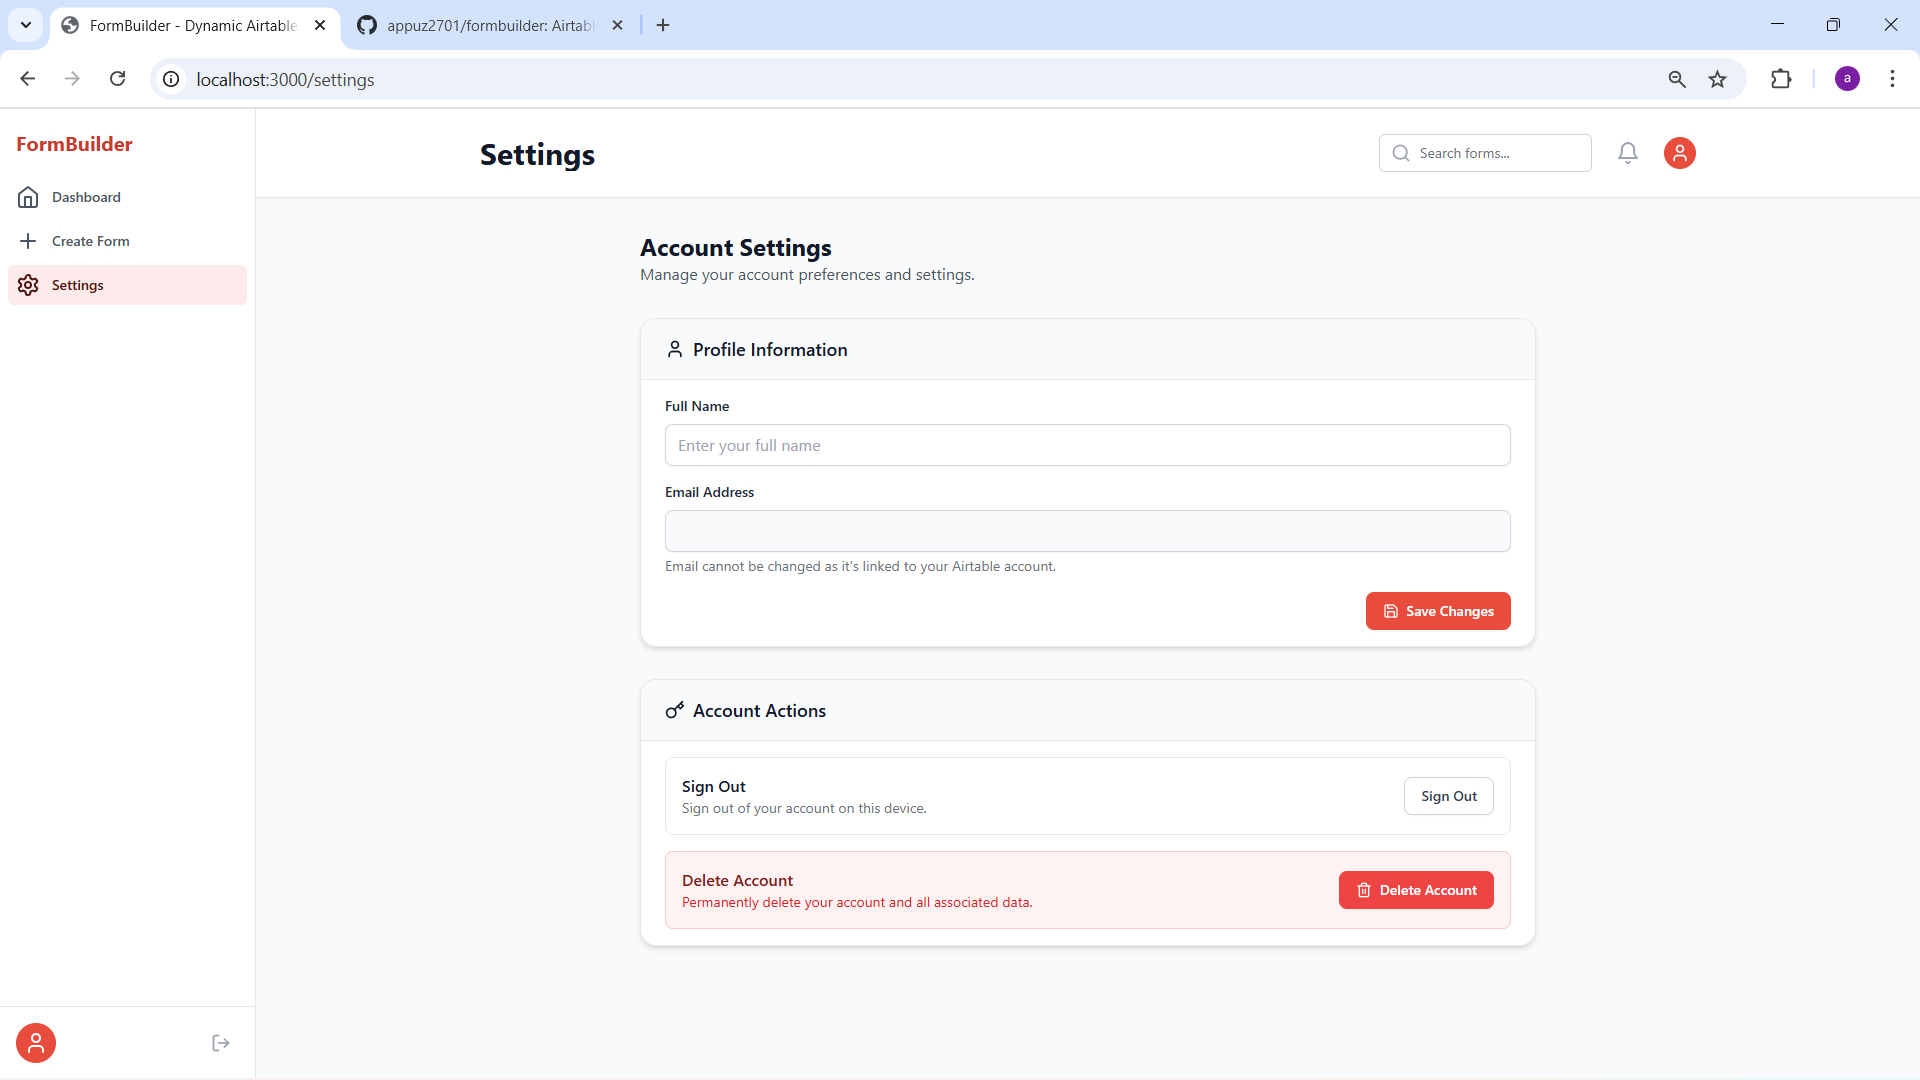 FormBuilder - Dynamic Airtable
appuz2701/formbuilder: Airtabl
localhost:3000/settings
a
FormBuilder
Dashboard
Create Form
Settings
Settings
Search forms...
Account Settings
Manage your account preferences and settings.
Profile Information
Full Name
Enter your full name
Email Address
Email cannot be changed as it's linked to your Airtable account.
Save Changes
Account Actions
Sign Out
Sign out of your account on this device.
Sign Out
Delete Account
Permanently delete your account and all associated data.
Delete Account